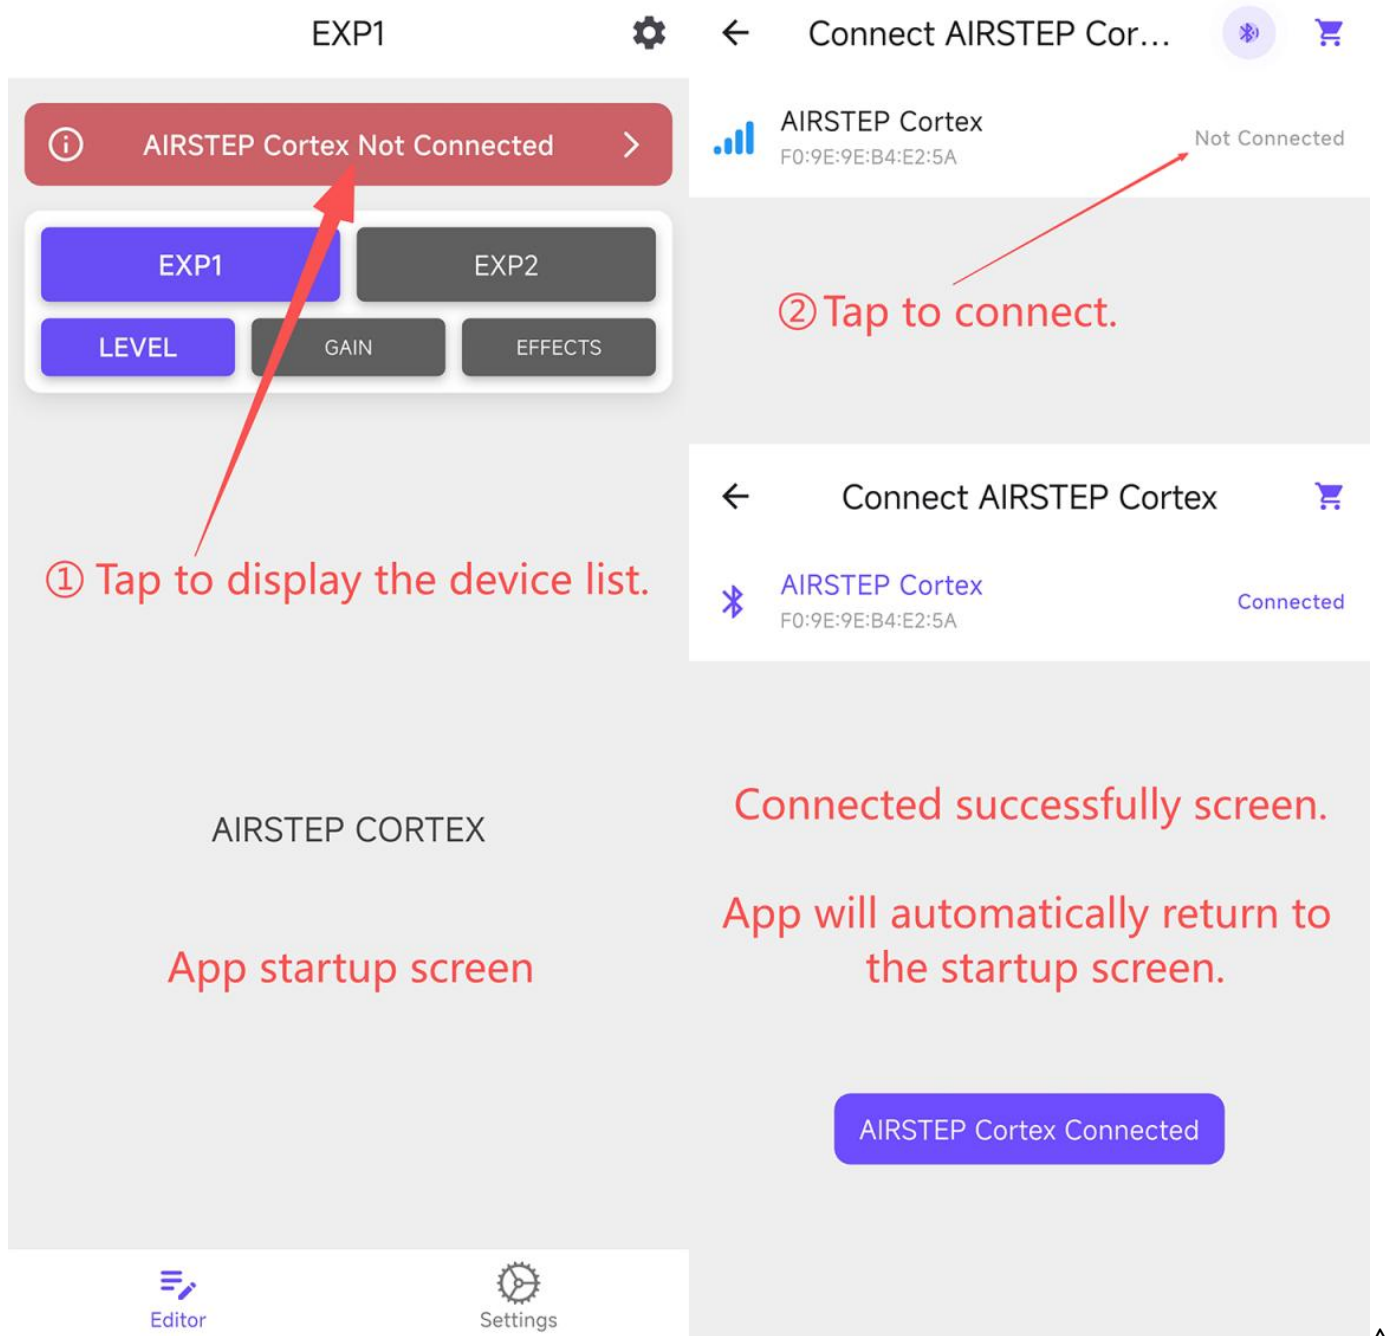 EXP1
AIRSTEP Cortex Not Connected
EXP1
EXP2
LEVEL
GAIN
EFFECTS
① Tap to display the device list.
AIRSTEP CORTEX
App startup screen
Editor
Settings
Connect AIRSTEP Cor...
AIRSTEP Cortex
F0:9E:9E:B4:E2:5A
Not Connected
② Tap to connect.
Connect AIRSTEP Cortex
AIRSTEP Cortex
F0:9E:9E:B4:E2:5A
Connected
Connected successfully screen.
App will automatically return to
the startup screen.
AIRSTEP Cortex Connected